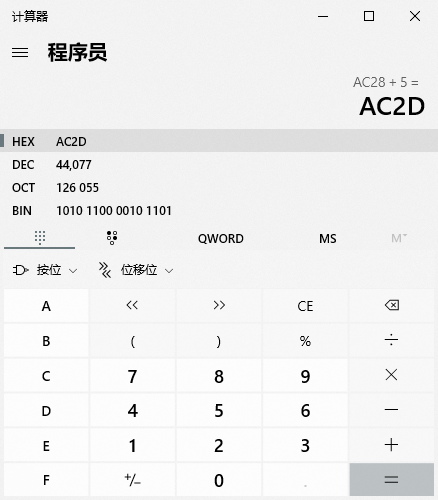 计算器
程序员
AC28 + 5 =
AC2D
HEX AC2D
DEC 44,077
OCT 126 055
BIN 1010 1100 0010 1101
QWORD MS M˅
按位 位移位
A << >> CE
B ( ) % ÷
C 7 8 9 ×
D 4 5 6 −
E 1 2 3 +
F +/− 0 . =